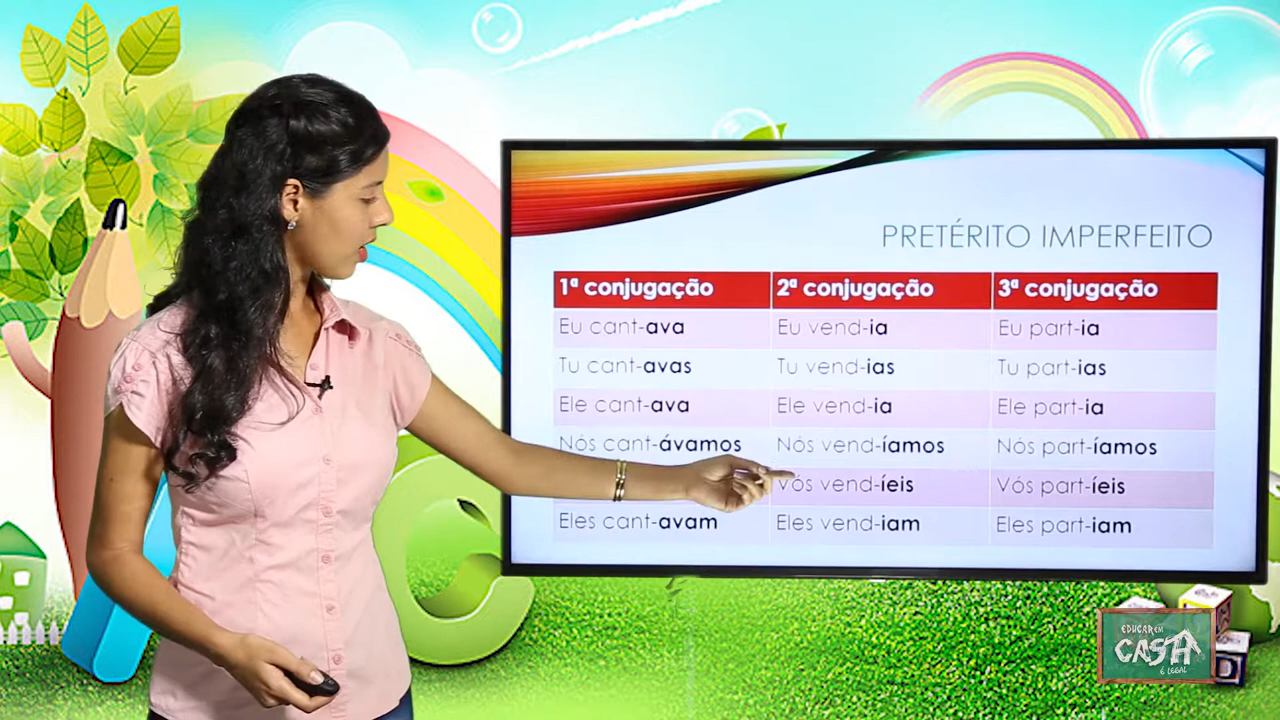 PRETÉRITO IMPERFEITO
1ª conjugação 2ª conjugação 3ª conjugação
Eu cant-ava Eu vend-ia Eu part-ia
Tu cant-avas Tu vend-ias Tu part-ias
Ele cant-ava Ele vend-ia Ele part-ia
Nós cant-ávamos Nós vend-íamos Nós part-íamos
Vós vend-íeis Vós part-íeis
Eles cant-avam Eles vend-iam Eles part-iam
EDUCAR EM
CASA
É LEGAL